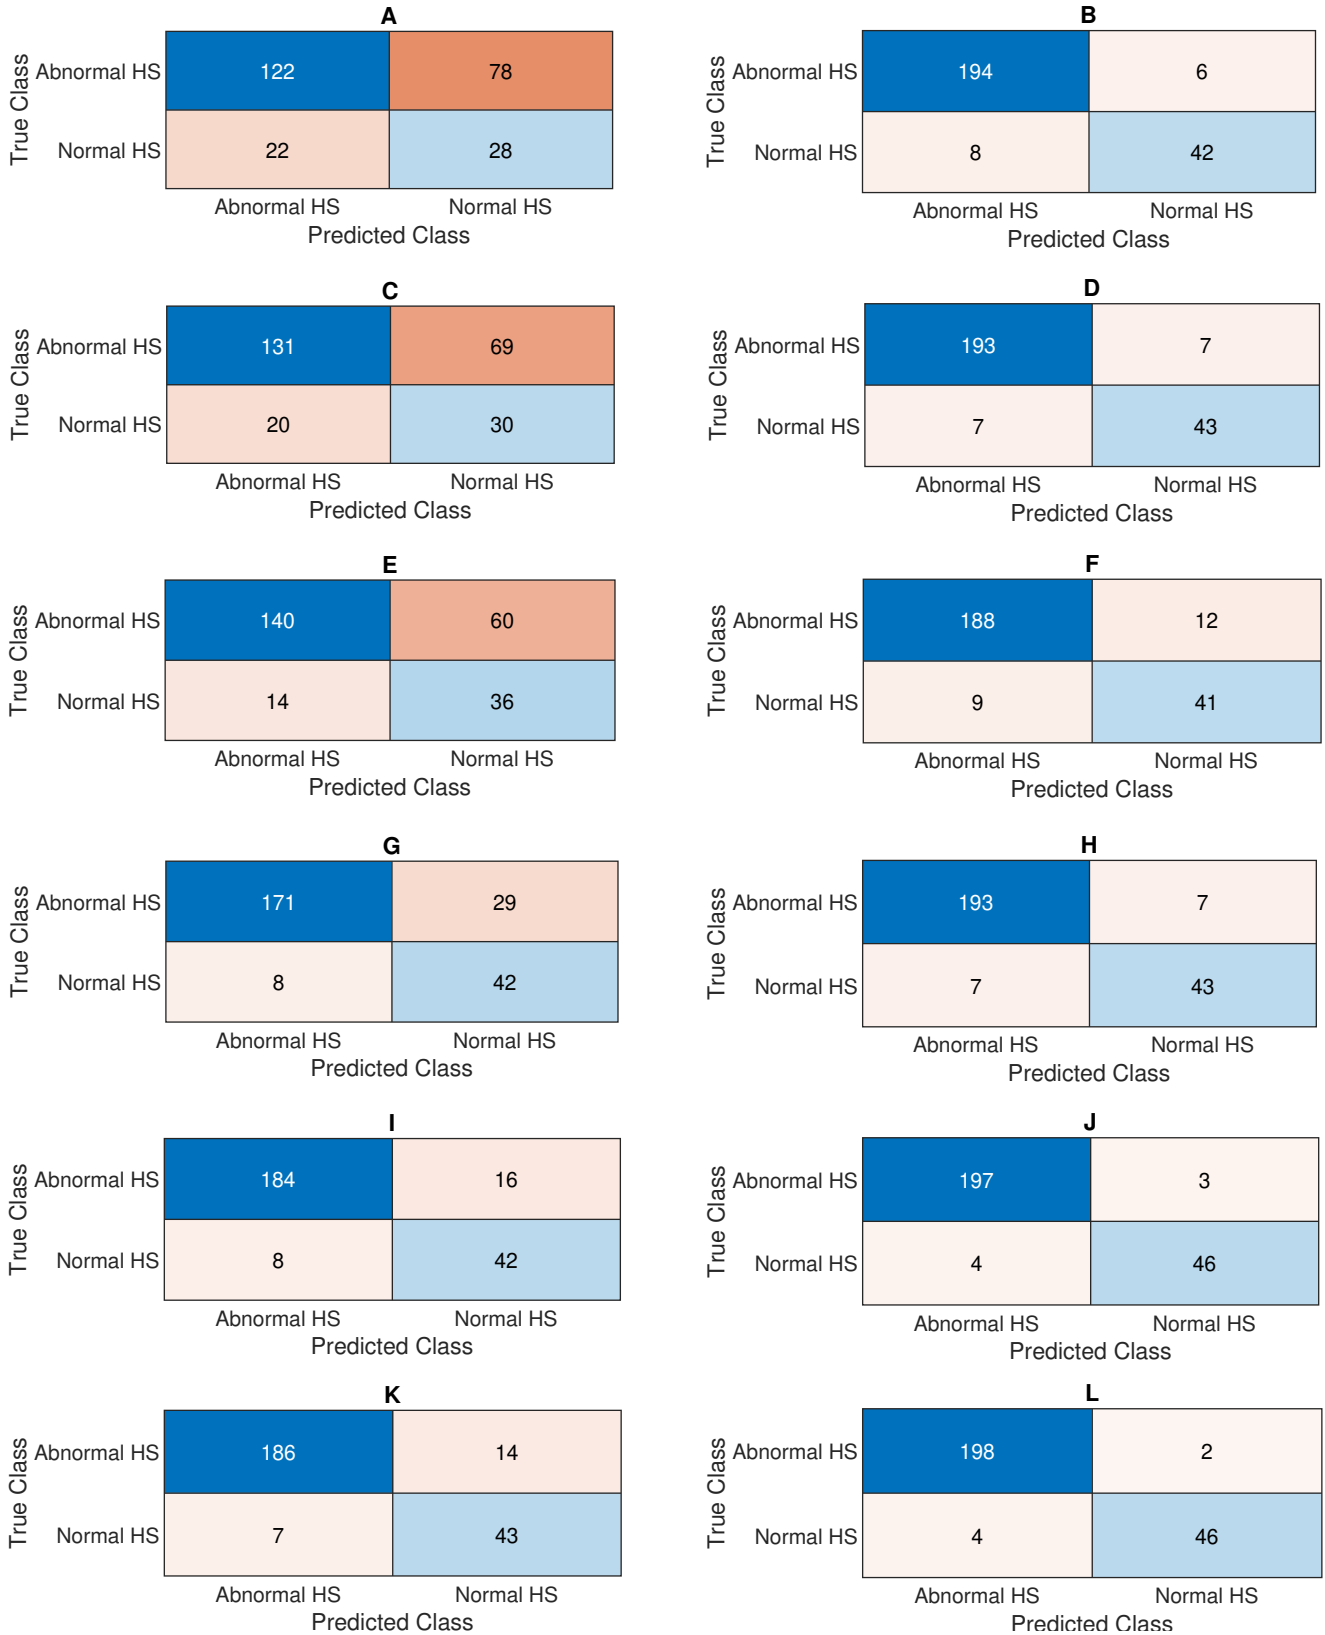 A
True Class
Abnormal HS 122 78
Normal HS 22 28
Abnormal HS Normal HS
Predicted Class
B
True Class
Abnormal HS 194 6
Normal HS 8 42
Abnormal HS Normal HS
Predicted Class
C
True Class
Abnormal HS 131 69
Normal HS 20 30
Abnormal HS Normal HS
Predicted Class
D
True Class
Abnormal HS 193 7
Normal HS 7 43
Abnormal HS Normal HS
Predicted Class
E
True Class
Abnormal HS 140 60
Normal HS 14 36
Abnormal HS Normal HS
Predicted Class
F
True Class
Abnormal HS 188 12
Normal HS 9 41
Abnormal HS Normal HS
Predicted Class
G
True Class
Abnormal HS 171 29
Normal HS 8 42
Abnormal HS Normal HS
Predicted Class
H
True Class
Abnormal HS 193 7
Normal HS 7 43
Abnormal HS Normal HS
Predicted Class
I
True Class
Abnormal HS 184 16
Normal HS 8 42
Abnormal HS Normal HS
Predicted Class
J
True Class
Abnormal HS 197 3
Normal HS 4 46
Abnormal HS Normal HS
Predicted Class
K
True Class
Abnormal HS 186 14
Normal HS 7 43
Abnormal HS Normal HS
Predicted Class
L
True Class
Abnormal HS 198 2
Normal HS 4 46
Abnormal HS Normal HS
Predicted Class